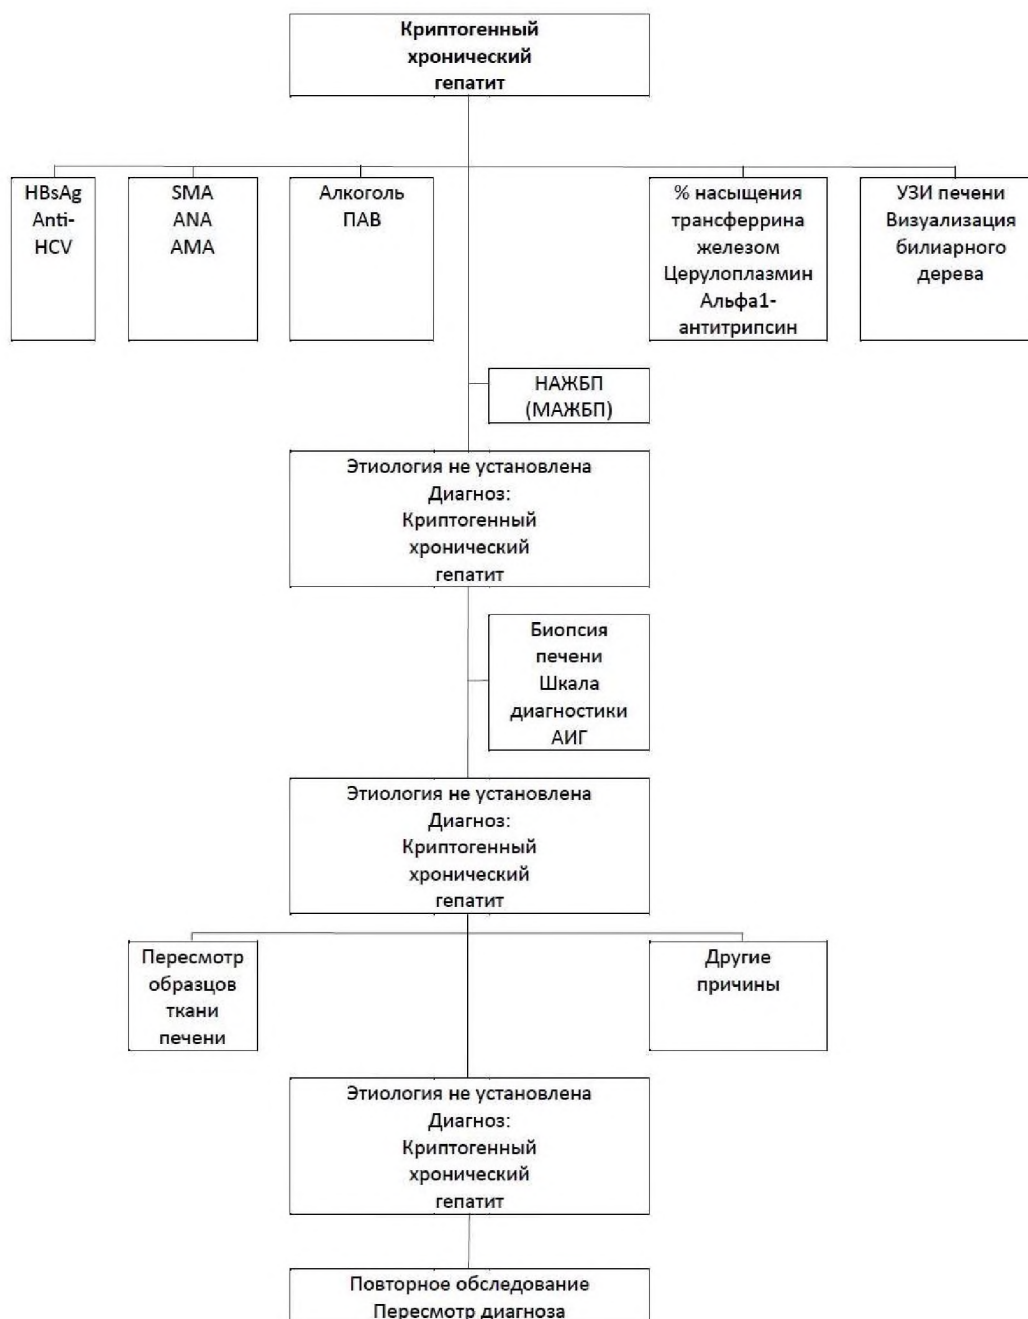 Криптогенный
хронический
гепатит
HBsAg
Anti-
HCV
SMA
ANA
AMA
Алкоголь
ПАВ
% насыщения
трансферрина
железом
Церулоплазмин
Альфа1-
антитрипсин
УЗИ печени
Визуализация
билиарного
дерева
НАЖБП
(МАЖБП)
Этиология не установлена
Диагноз:
Криптогенный
хронический
гепатит
Биопсия
печени
Шкала
диагностики
АИГ
Этиология не установлена
Диагноз:
Криптогенный
хронический
гепатит
Пересмотр
образцов
ткани
печени
Другие
причины
Этиология не установлена
Диагноз:
Криптогенный
хронический
гепатит
Повторное обследование
Пересмотр диагноза